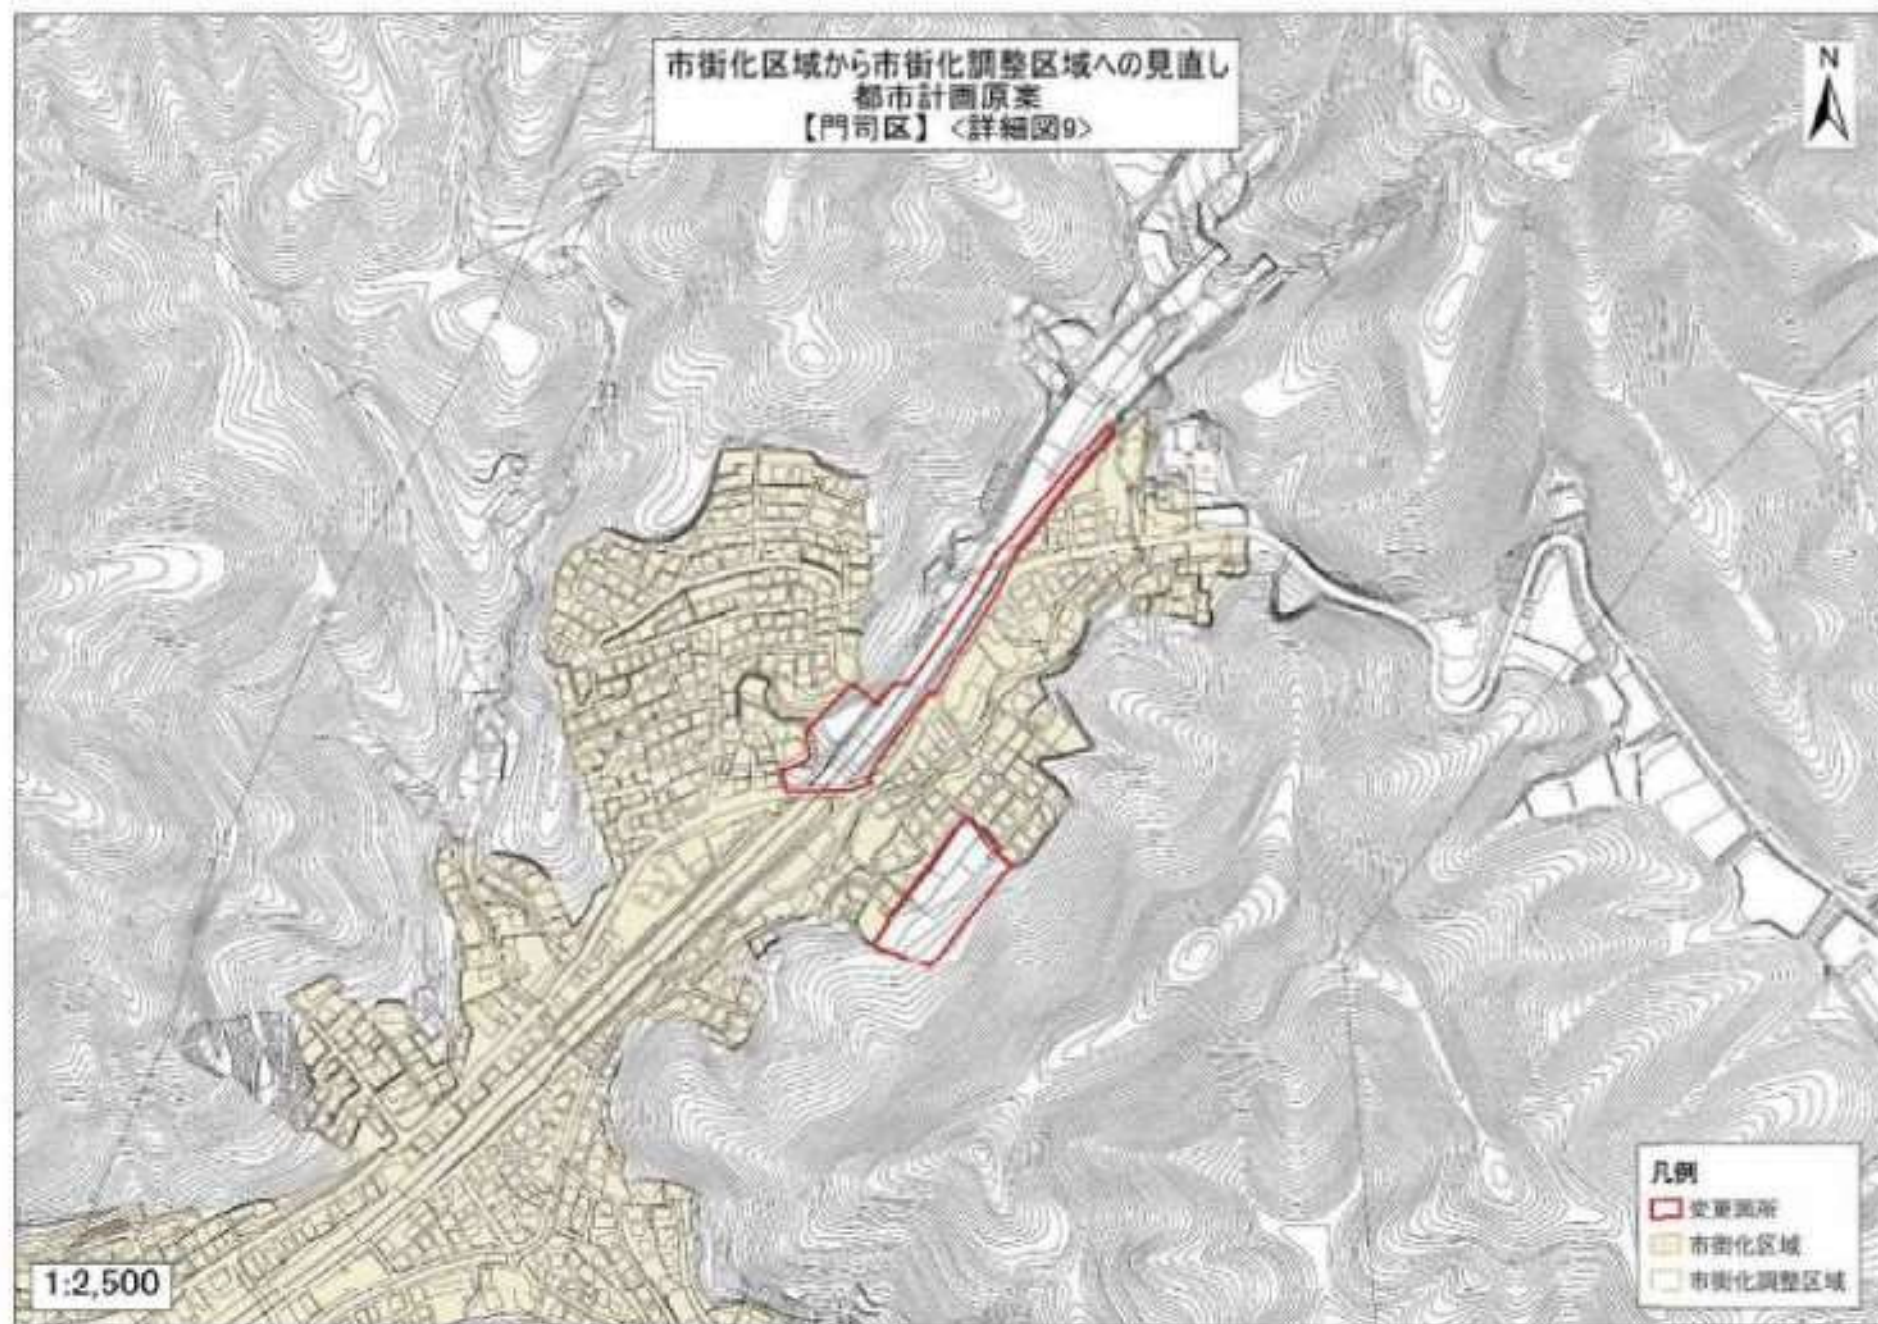 市街化区域から市街化調整区域への見直し
都市計画原案
【門司区】<詳細図9>
N
凡例
変更箇所
市街化区域
市街化調整区域
1:2,500